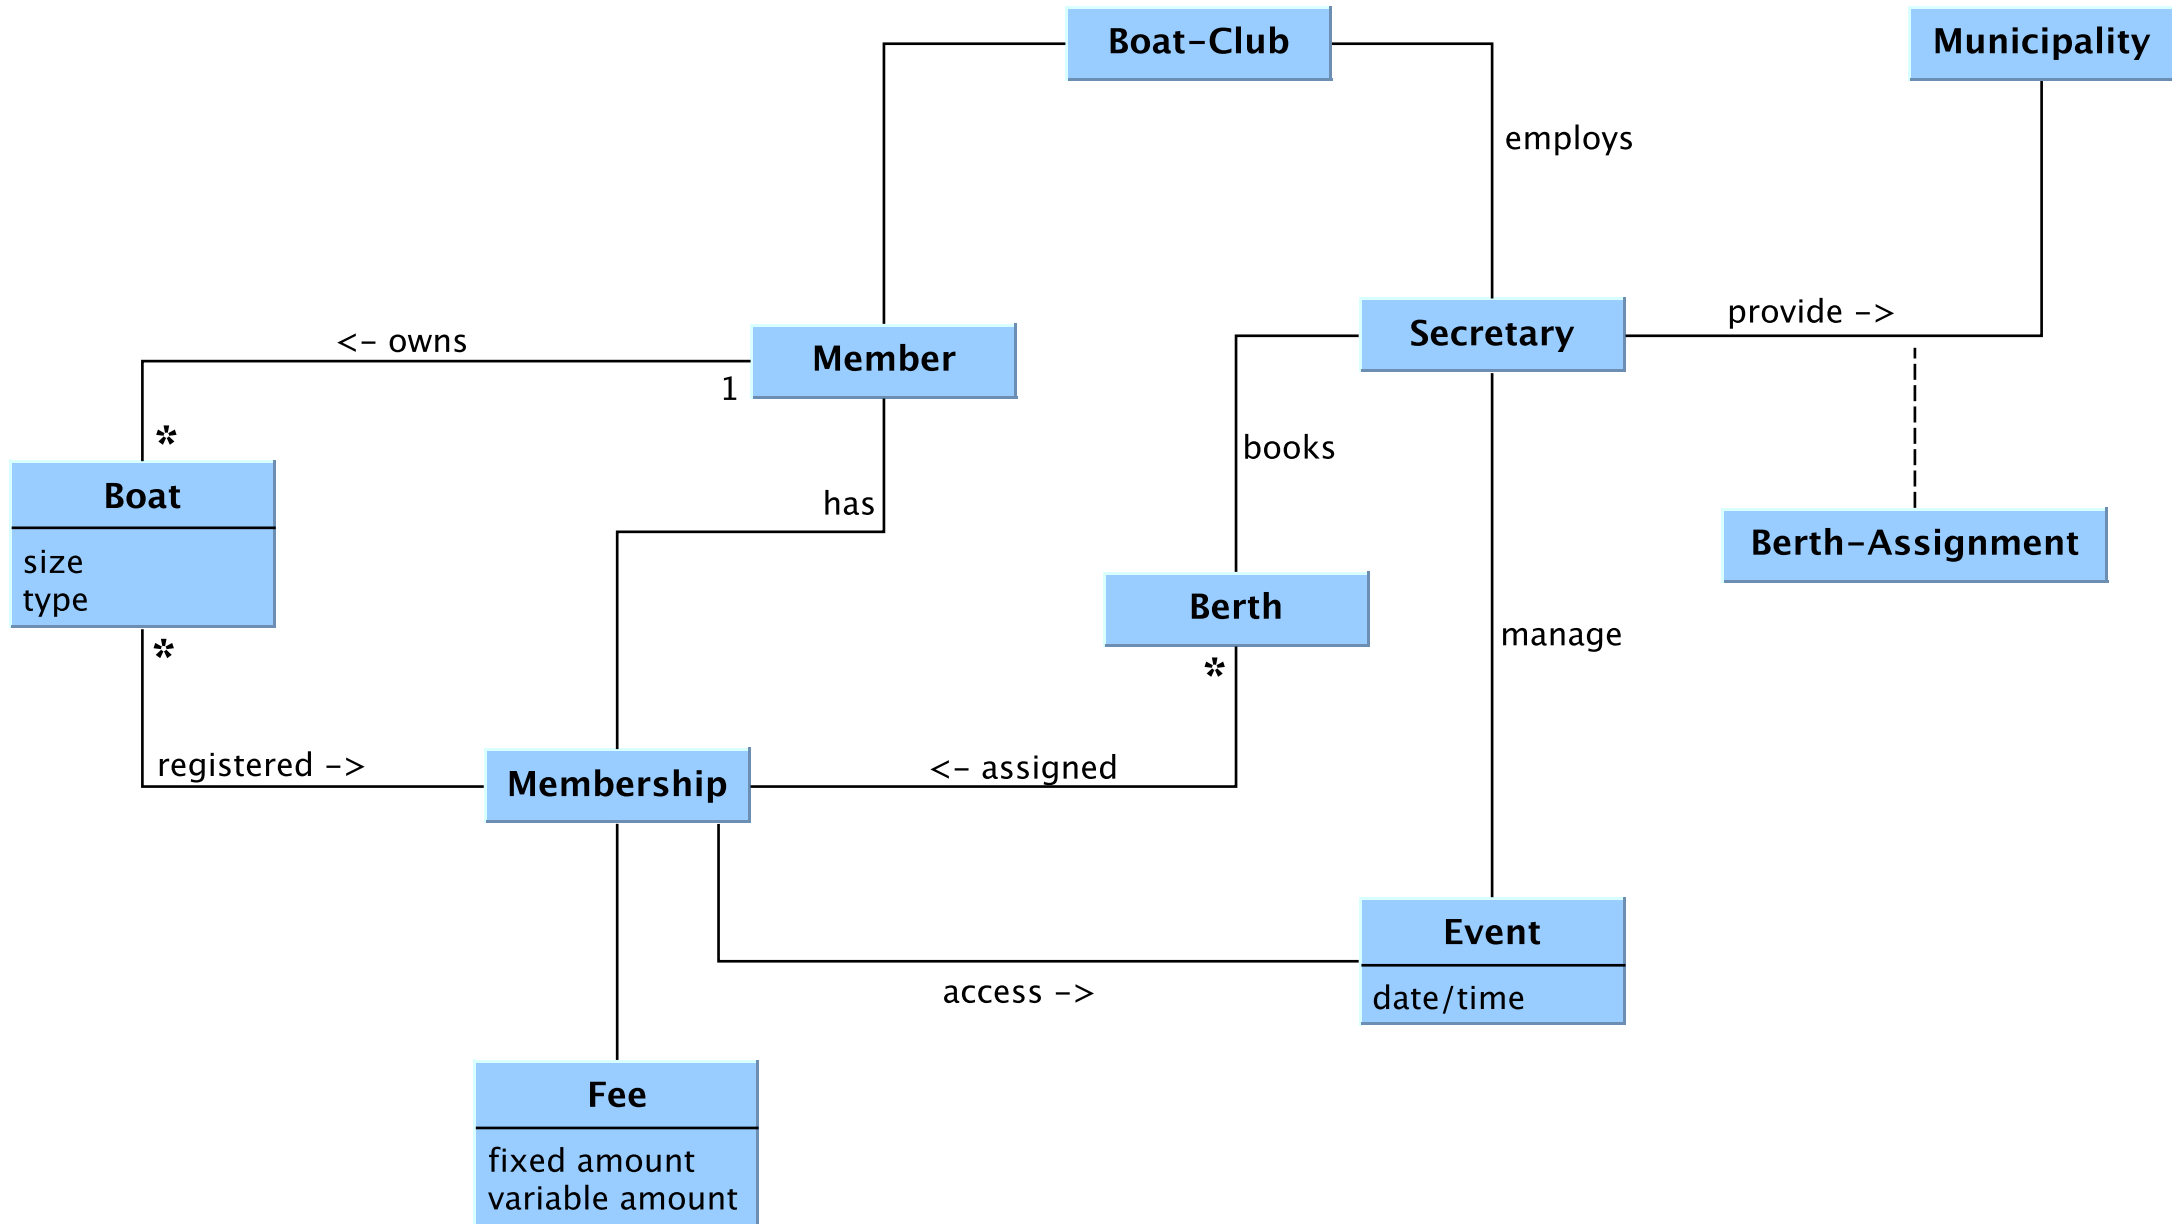 Boat-Club
Municipality
employs
<- owns
Member
1
Secretary
provide ->
*
Boat
size
type
*
has
books
Berth-Assignment
Berth
*
manage
registered ->
Membership
<- assigned
Event
date/time
access ->
Fee
fixed amount
variable amount